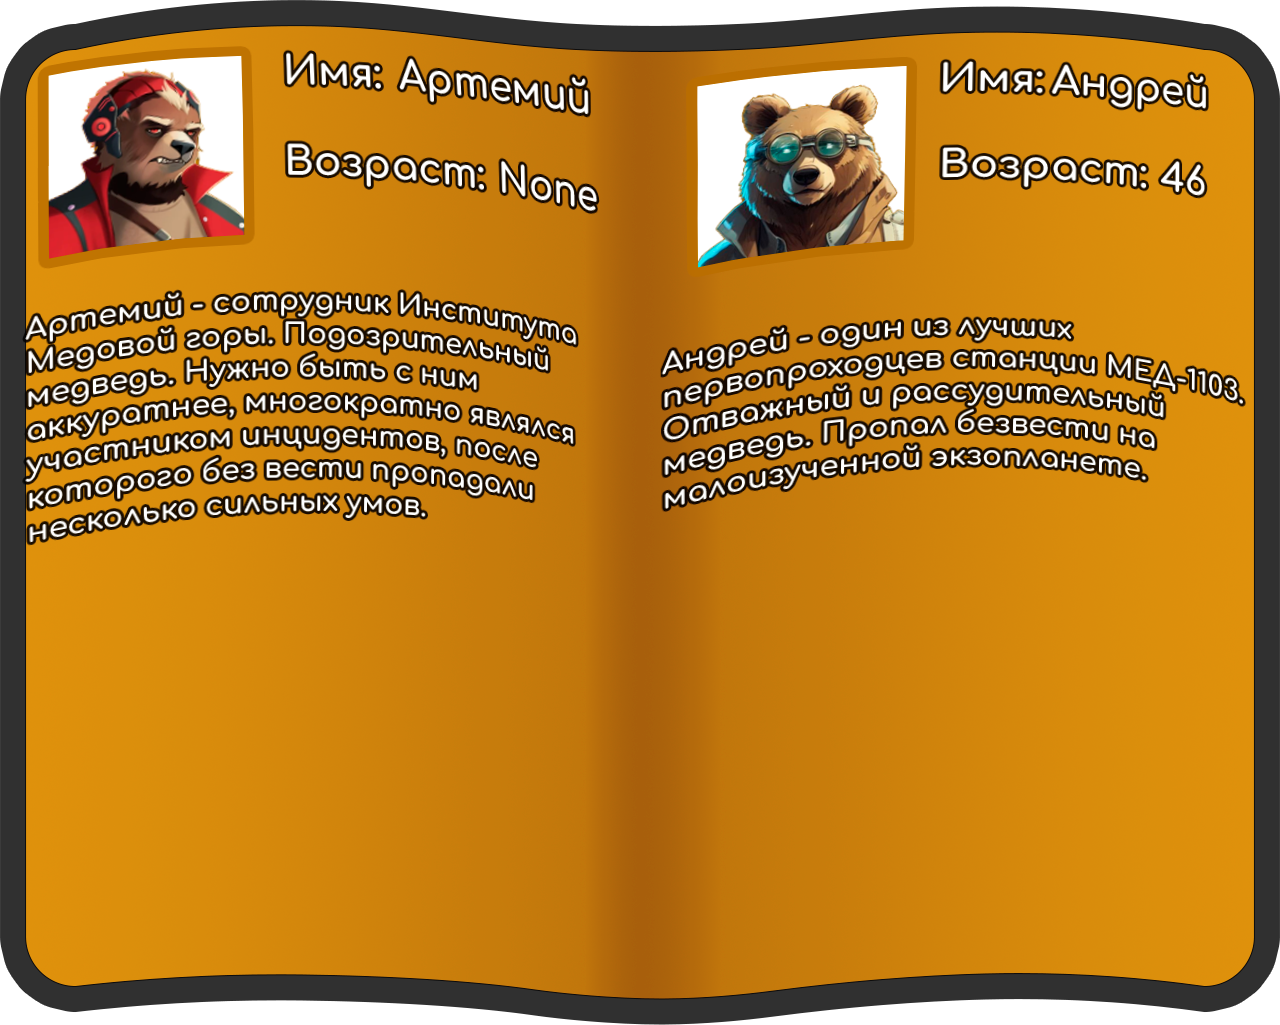 Имя: Артемий
Возраст: None
Артемий - сотрудник Института
Медовой горы. Подозрительный
медведь. Нужно быть с ним
аккуратнее, многократно являлся
участником инцидентов, после
которого без вести пропадали
несколько сильных умов.
Имя: Андрей
Возраст: 46
Андрей - один из лучших
первопроходцев станции МЕД-1103.
Отважный и рассудительный
медведь. Пропал безвести на
малоизученной экзопланете.